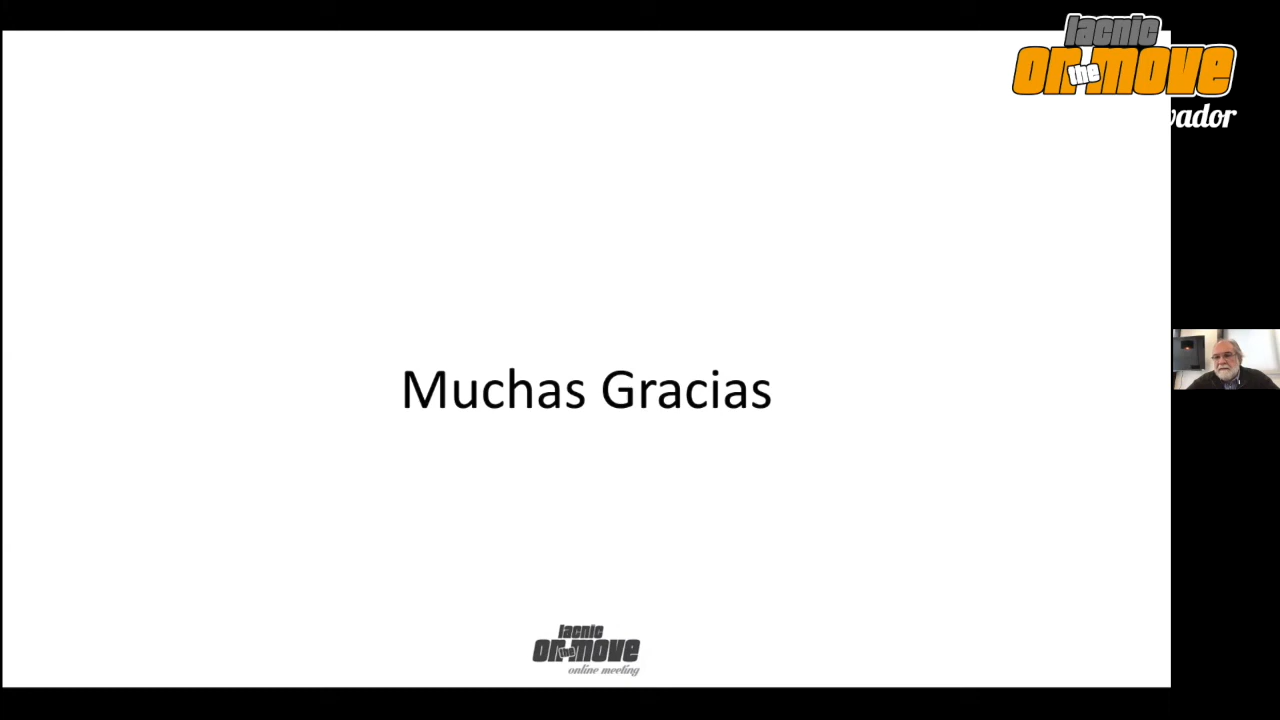 lacnic
on the move
vador
Muchas Gracias
lacnic
on the move
online meeting